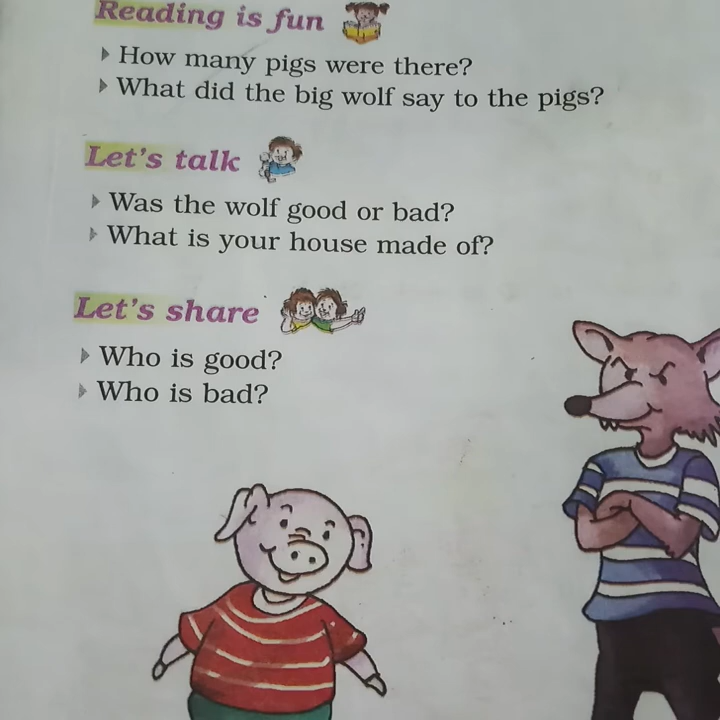 Reading is fun
How many pigs were there?
What did the big wolf say to the pigs?
Let's talk
Was the wolf good or bad?
What is your house made of?
Let's share
Who is good?
Who is bad?